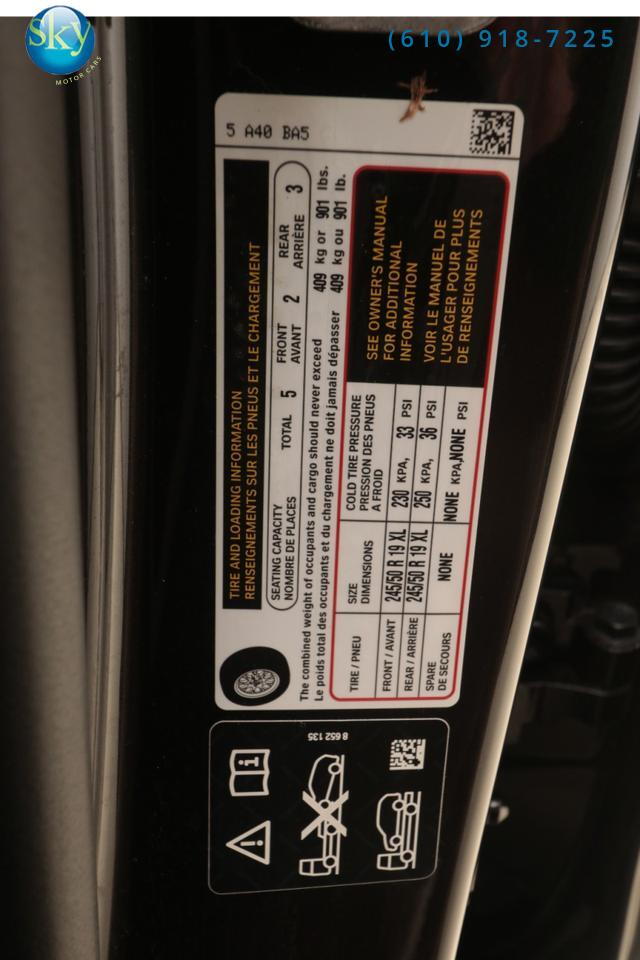 sky
MOTOR CARS
(610) 918-7225
5 A40 BA5
TIRE AND LOADING INFORMATION
RENSEIGNEMENTS SUR LES PNEUS ET LE CHARGEMENT
SEATING CAPACITY
NOMBRE DE PLACES
TOTAL 5
FRONT
AVANT
2
REAR
ARRIÈRE
3
The combined weight of occupants and cargo should never exceed 409 kg or 901 lbs.
Le poids total des occupants et du chargement ne doit jamais dépasser 409 kg ou 901 lb.
TIRE / PNEU
SIZE
DIMENSIONS
COLD TIRE PRESSURE
PRESSION DES PNEUS
A FROID
FRONT / AVANT 245/50 R 19 XL 230 KPA, 33 PSI
REAR / ARRIÈRE 245/50 R 19 XL 250 KPA, 36 PSI
SPARE
DE SECOURS
NONE NONE KPA,NONE PSI
SEE OWNER'S MANUAL
FOR ADDITIONAL
INFORMATION
VOIR LE MANUEL DE
L'USAGER POUR PLUS
DE RENSEIGNEMENTS
8 652 135